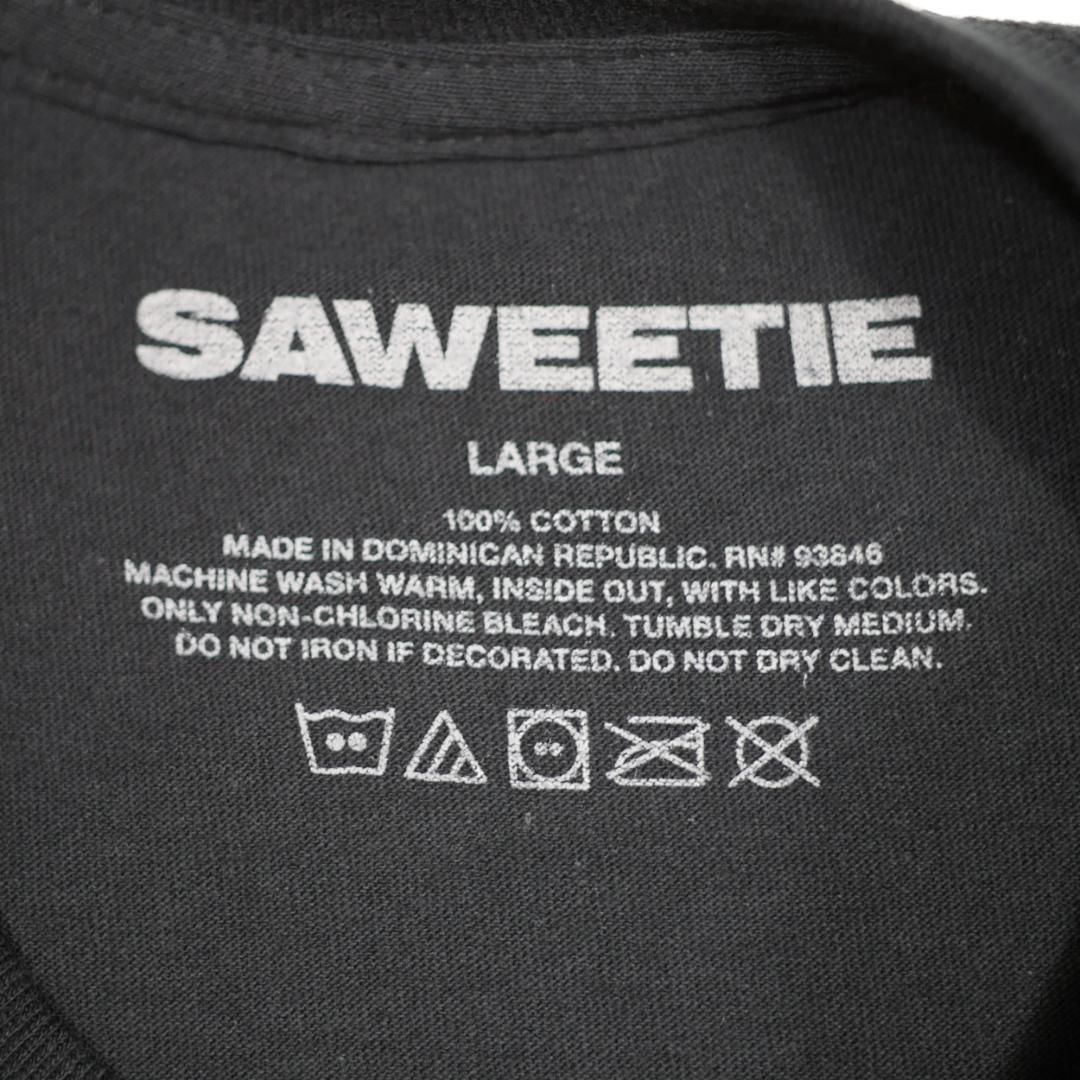 SAWEETIE
LARGE
100% COTTON
MADE IN DOMINICAN REPUBLIC. RN# 93846
MACHINE WASH WARM, INSIDE OUT, WITH LIKE COLORS.
ONLY NON-CHLORINE BLEACH. TUMBLE DRY MEDIUM.
DO NOT IRON IF DECORATED. DO NOT DRY CLEAN.